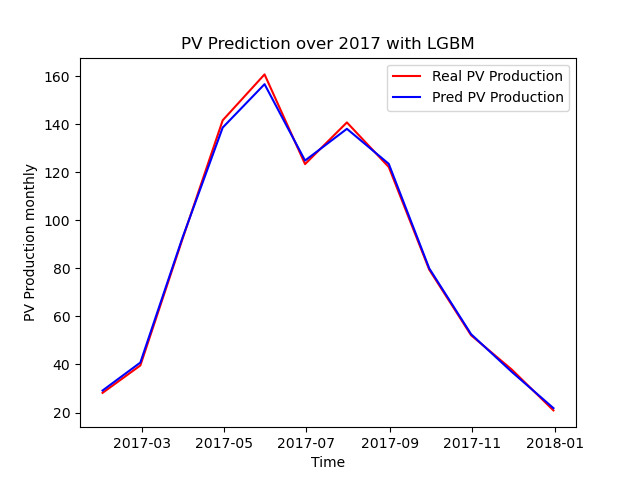 PV Prediction over 2017 with LGBM
Real PV Production
Pred PV Production
PV Production monthly
160
140
120
100
80
60
40
20
2017-03 2017-05 2017-07 2017-09 2017-11 2018-01
Time